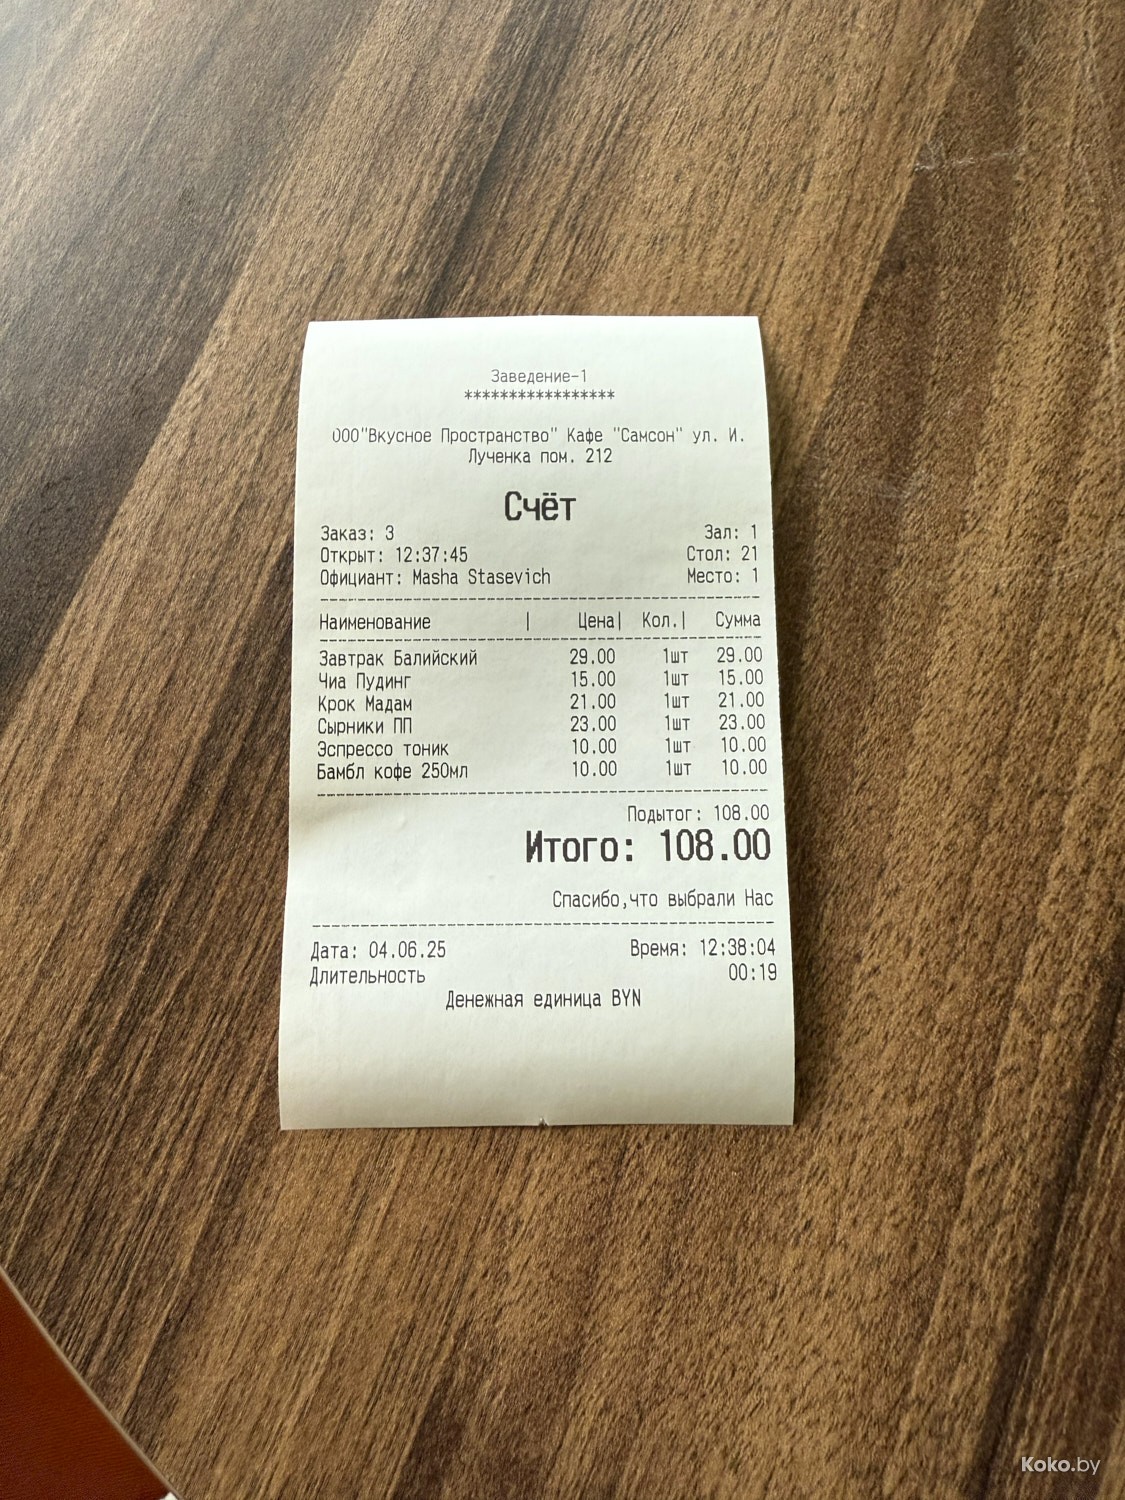 Заведение-1
*****************
ООО"Вкусное Пространство" Кафе "Самсон" ул. И.
Лученка пом. 212
Счёт
Заказ: 3 Зал: 1
Открыт: 12:37:45 Стол: 21
Официант: Masha Stasevich Место: 1
Наименование | Цена| Кол.| Сумма
Завтрак Балийский 29.00 1шт 29.00
Чиа Пудинг 15.00 1шт 15.00
Крок Мадам 21.00 1шт 21.00
Сырники ПП 23.00 1шт 23.00
Эспрессо тоник 10.00 1шт 10.00
Бамбл кофе 250мл 10.00 1шт 10.00
Подытог: 108.00
Итого: 108.00
Спасибо,что выбрали Нас
Дата: 04.06.25 Время: 12:38:04
Длительность 00:19
Денежная единица BYN
Koko.by